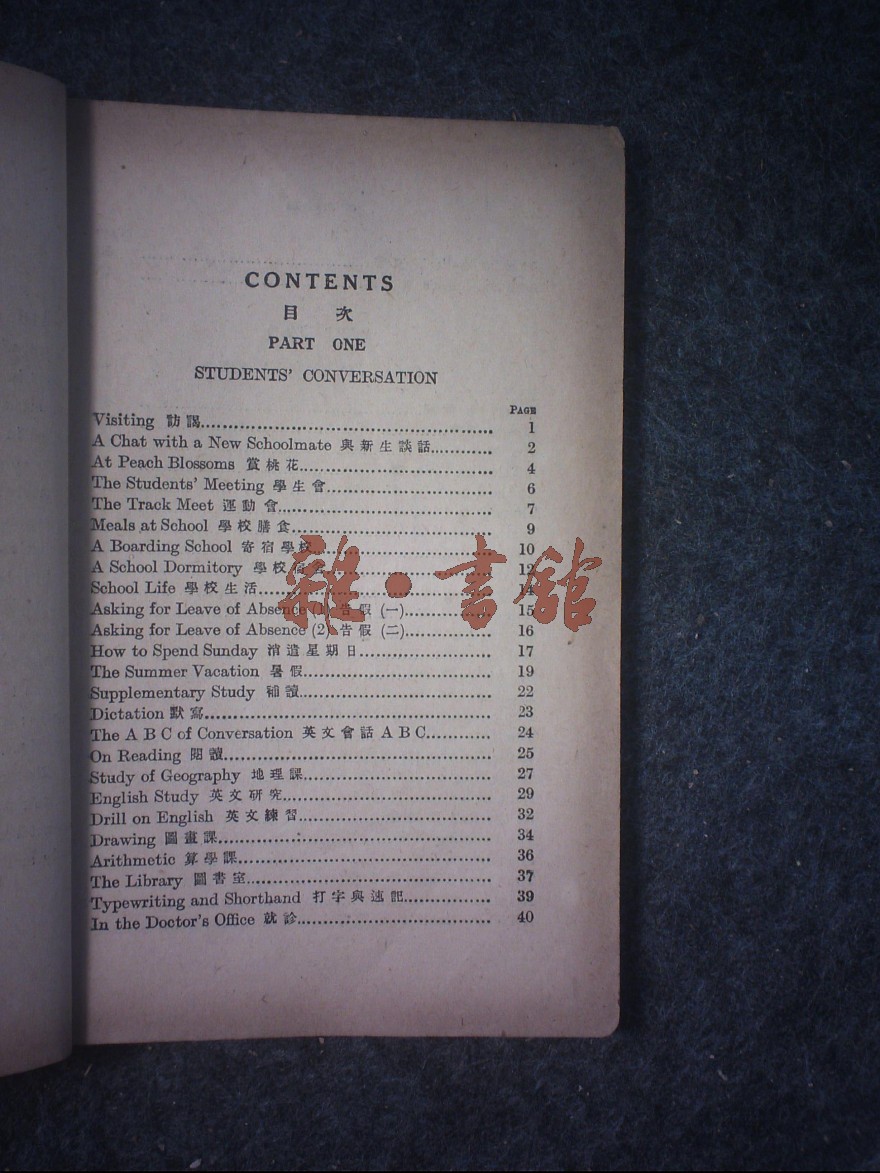 CONTENTS
目 次
PART ONE
STUDENTS' CONVERSATION
PAGE
Visiting 訪謁 1
A Chat with a New Schoolmate 與新生談話 2
At Peach Blossoms 賞桃花 4
The Students' Meeting 學生會 6
The Track Meet 運動會 7
Meals at School 學校膳食 9
A Boarding School 寄宿學校 10
A School Dormitory 學校宿舍 12
School Life 學校生活 14
Asking for Leave of Absence (1) 告假 (一) 15
Asking for Leave of Absence (2) 告假 (二) 16
How to Spend Sunday 消遣星期日 17
The Summer Vacation 暑假 19
Supplementary Study 補讀 22
Dictation 默寫 23
The A B C of Conversation 英文會話 A B C 24
On Reading 閱讀 25
Study of Geography 地理課 27
English Study 英文研究 29
Drill on English 英文練習 32
Drawing 圖畫課 34
Arithmetic 算學課 36
The Library 圖書室 37
Typewriting and Shorthand 打字與速記 39
In the Doctor's Office 就診 40
雜·書館